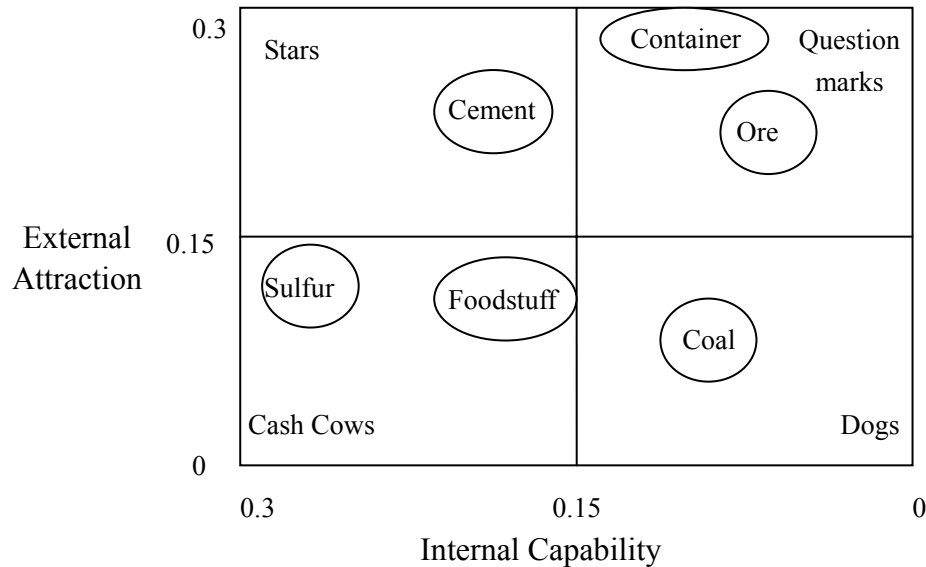 0.3
Stars
Container
Question
marks
Cement
Ore
External
Attraction
0.15
Sulfur
Foodstuff
Coal
Cash Cows
Dogs
0
0.3
0.15
0
Internal Capability